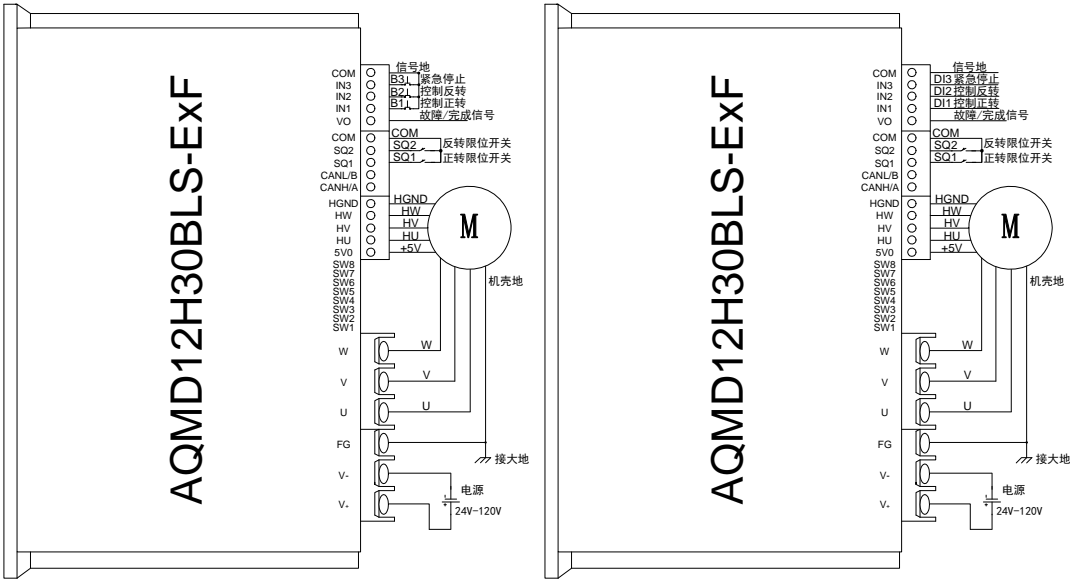 AQMD12H30BLS-ExF
COM 信号地
IN3 B3 紧急停止
IN2 B2 控制反转
IN1 B1 控制正转
VO 故障/完成信号
COM COM
SQ2 SQ2 反转限位开关
SQ1 SQ1 正转限位开关
CANL/B
CANH/A
HGND HGND
HW HW
HV HV
HU HU
5V0 +5V
M
机壳地
SW8
SW7
SW6
SW5
SW4
SW3
SW2
SW1
W W
V V
U U
FG
接大地
V-
电源
V+
24V-120V
AQMD12H30BLS-ExF
COM 信号地
IN3 DI3 紧急停止
IN2 DI2 控制反转
IN1 DI1 控制正转
VO 故障/完成信号
COM COM
SQ2 SQ2 反转限位开关
SQ1 SQ1 正转限位开关
CANL/B
CANH/A
HGND HGND
HW HW
HV HV
HU HU
5V0 +5V
M
机壳地
SW8
SW7
SW6
SW5
SW4
SW3
SW2
SW1
W W
V V
U U
FG
接大地
V-
电源
V+
24V-120V